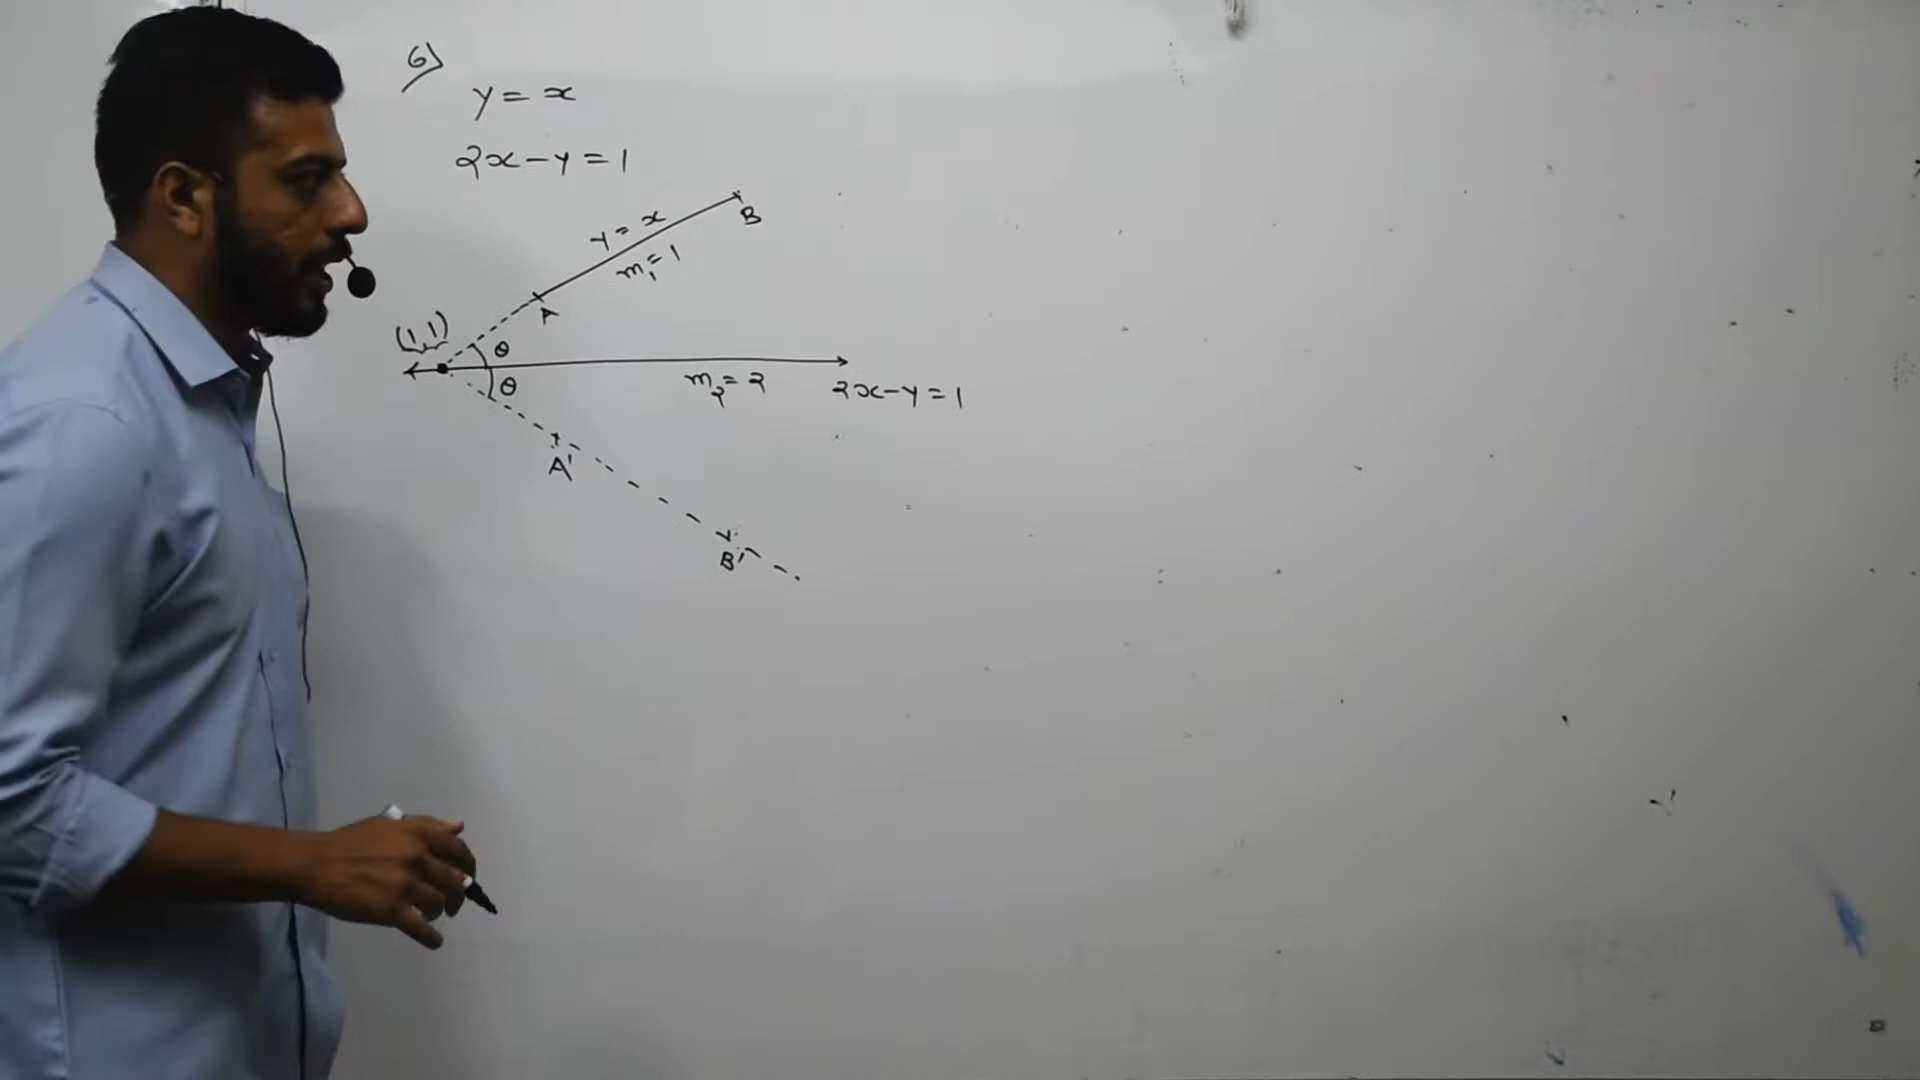 6)
y = x
2x - y = 1
B
y = x
m₁ = 1
A
(1, 1)
θ
θ
m₂ = 2
2x - y = 1
A'
B'